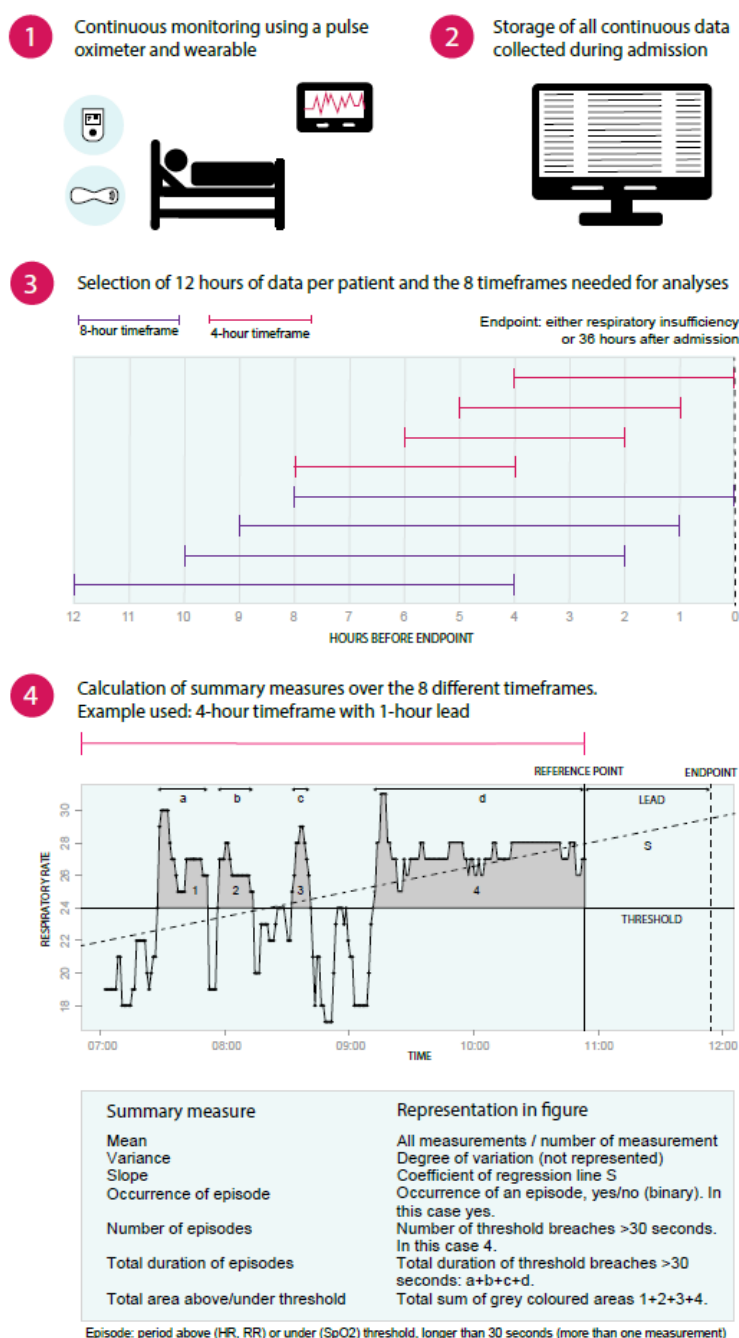 1
Continuous monitoring using a pulse
oximeter and wearable
2
Storage of all continuous data
collected during admission
3
Selection of 12 hours of data per patient and the 8 timeframes needed for analyses
8-hour timeframe
4-hour timeframe
Endpoint: either respiratory insufficiency
or 36 hours after admission
12 11 10 9 8 7 6 5 4 3 2 1 0
HOURS BEFORE ENDPOINT
4
Calculation of summary measures over the 8 different timeframes.
Example used: 4-hour timeframe with 1-hour lead
REFERENCE POINT
ENDPOINT
a b c d LEAD
S
1 2 3 4
THRESHOLD
RESPIRATORY RATE
30
28
26
24
22
20
18
07:00 08:00 09:00 10:00 11:00 12:00
TIME
Summary measure Representation in figure
Mean All measurements / number of measurement
Variance Degree of variation (not represented)
Slope Coefficient of regression line S
Occurrence of episode Occurrence of an episode, yes/no (binary). In
this case yes.
Number of episodes Number of threshold breaches >30 seconds.
In this case 4.
Total duration of episodes Total duration of threshold breaches >30
seconds: a+b+c+d.
Total area above/under threshold Total sum of grey coloured areas 1+2+3+4.
Episode: period above (HR, RR) or under (SpO2) threshold, longer than 30 seconds (more than one measurement)